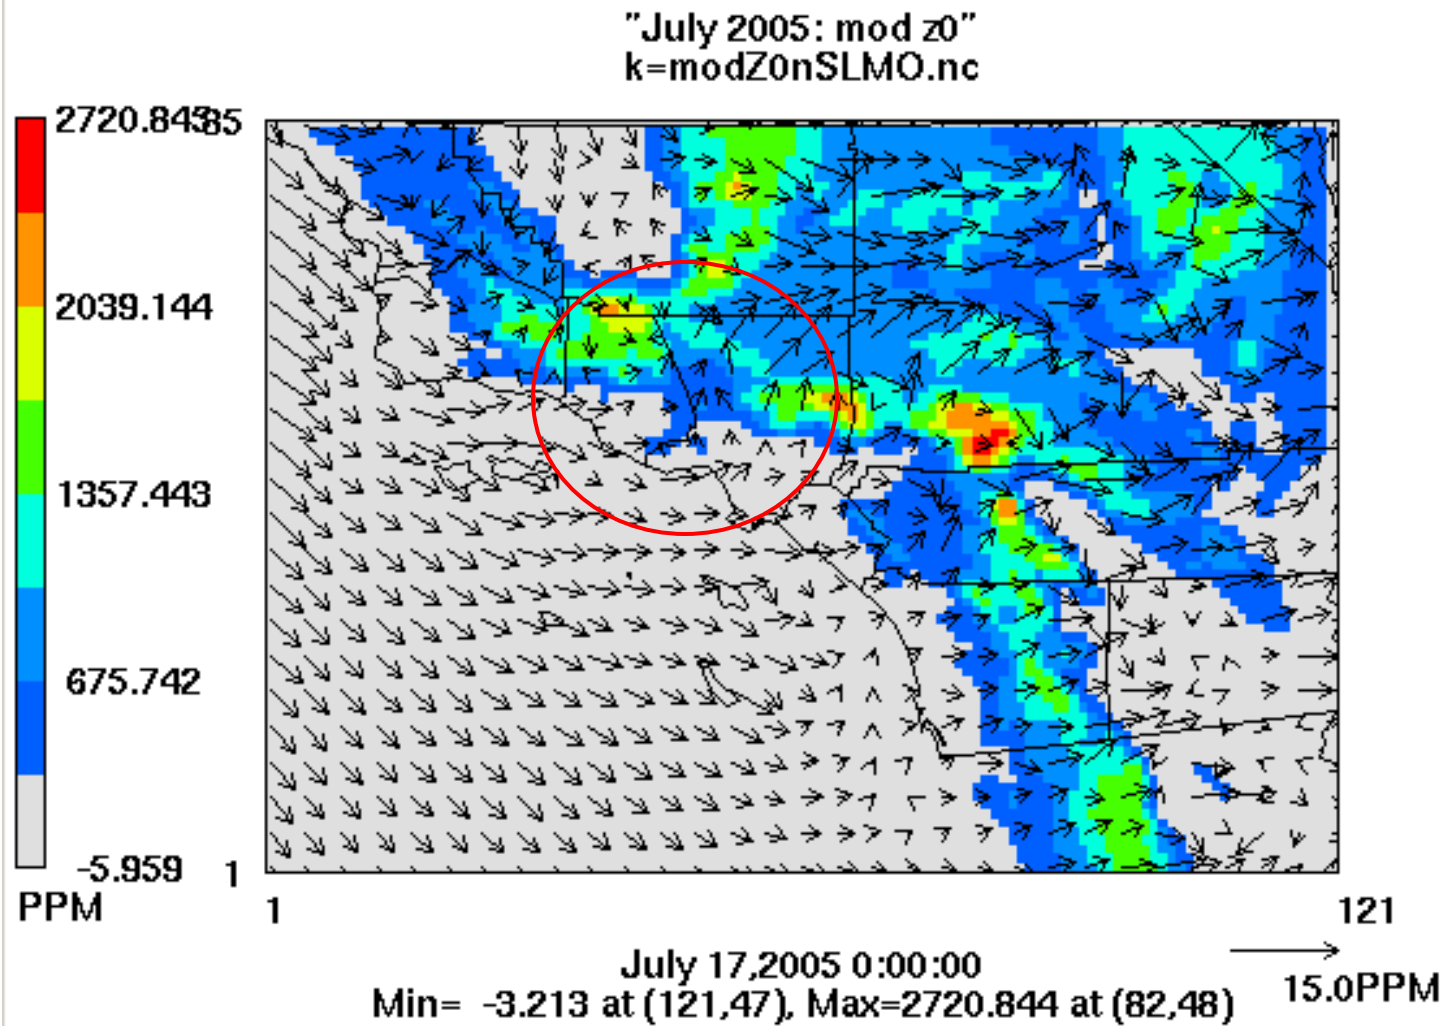 "July 2005: mod z0"
k=modZ0nSLMO.nc
2720.843
85
2039.144
1357.443
675.742
-5.959
1
PPM
1
121
July 17,2005 0:00:00
15.0PPM
Min= -3.213 at (121,47), Max=2720.844 at (82,48)